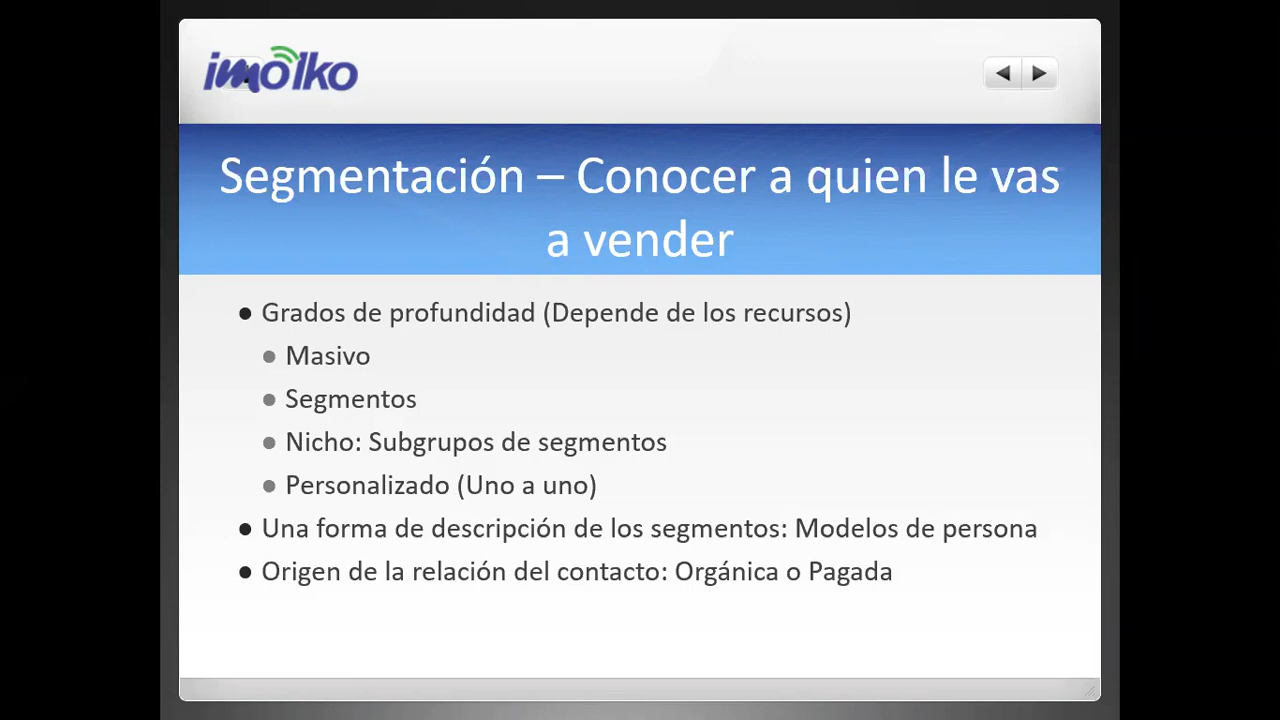 imolko
Segmentación – Conocer a quien le vas
a vender
● Grados de profundidad (Depende de los recursos)
● Masivo
● Segmentos
● Nicho: Subgrupos de segmentos
● Personalizado (Uno a uno)
● Una forma de descripción de los segmentos: Modelos de persona
● Origen de la relación del contacto: Orgánica o Pagada